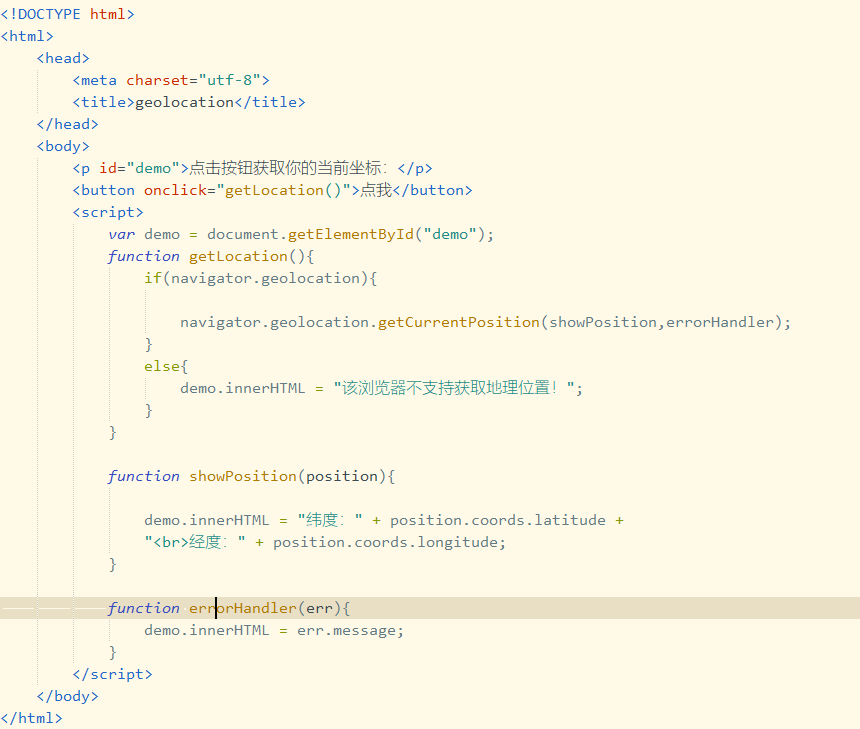 <!DOCTYPE html>
<html>
    <head>
        <meta charset="utf-8">
        <title>geolocation</title>
    </head>
    <body>
        <p id="demo">点击按钮获取你的当前坐标：</p>
        <button onclick="getLocation()">点我</button>
        <script>
            var demo = document.getElementById("demo");
            function getLocation(){
                if(navigator.geolocation){
                    navigator.geolocation.getCurrentPosition(showPosition,errorHandler);
                }
                else{
                    demo.innerHTML = "该浏览器不支持获取地理位置！";
                }
            }
            function showPosition(position){
                demo.innerHTML = "纬度：" + position.coords.latitude +
                "<br>经度：" + position.coords.longitude;
            }
            function errorHandler(err){
                demo.innerHTML = err.message;
            }
        </script>
    </body>
</html>